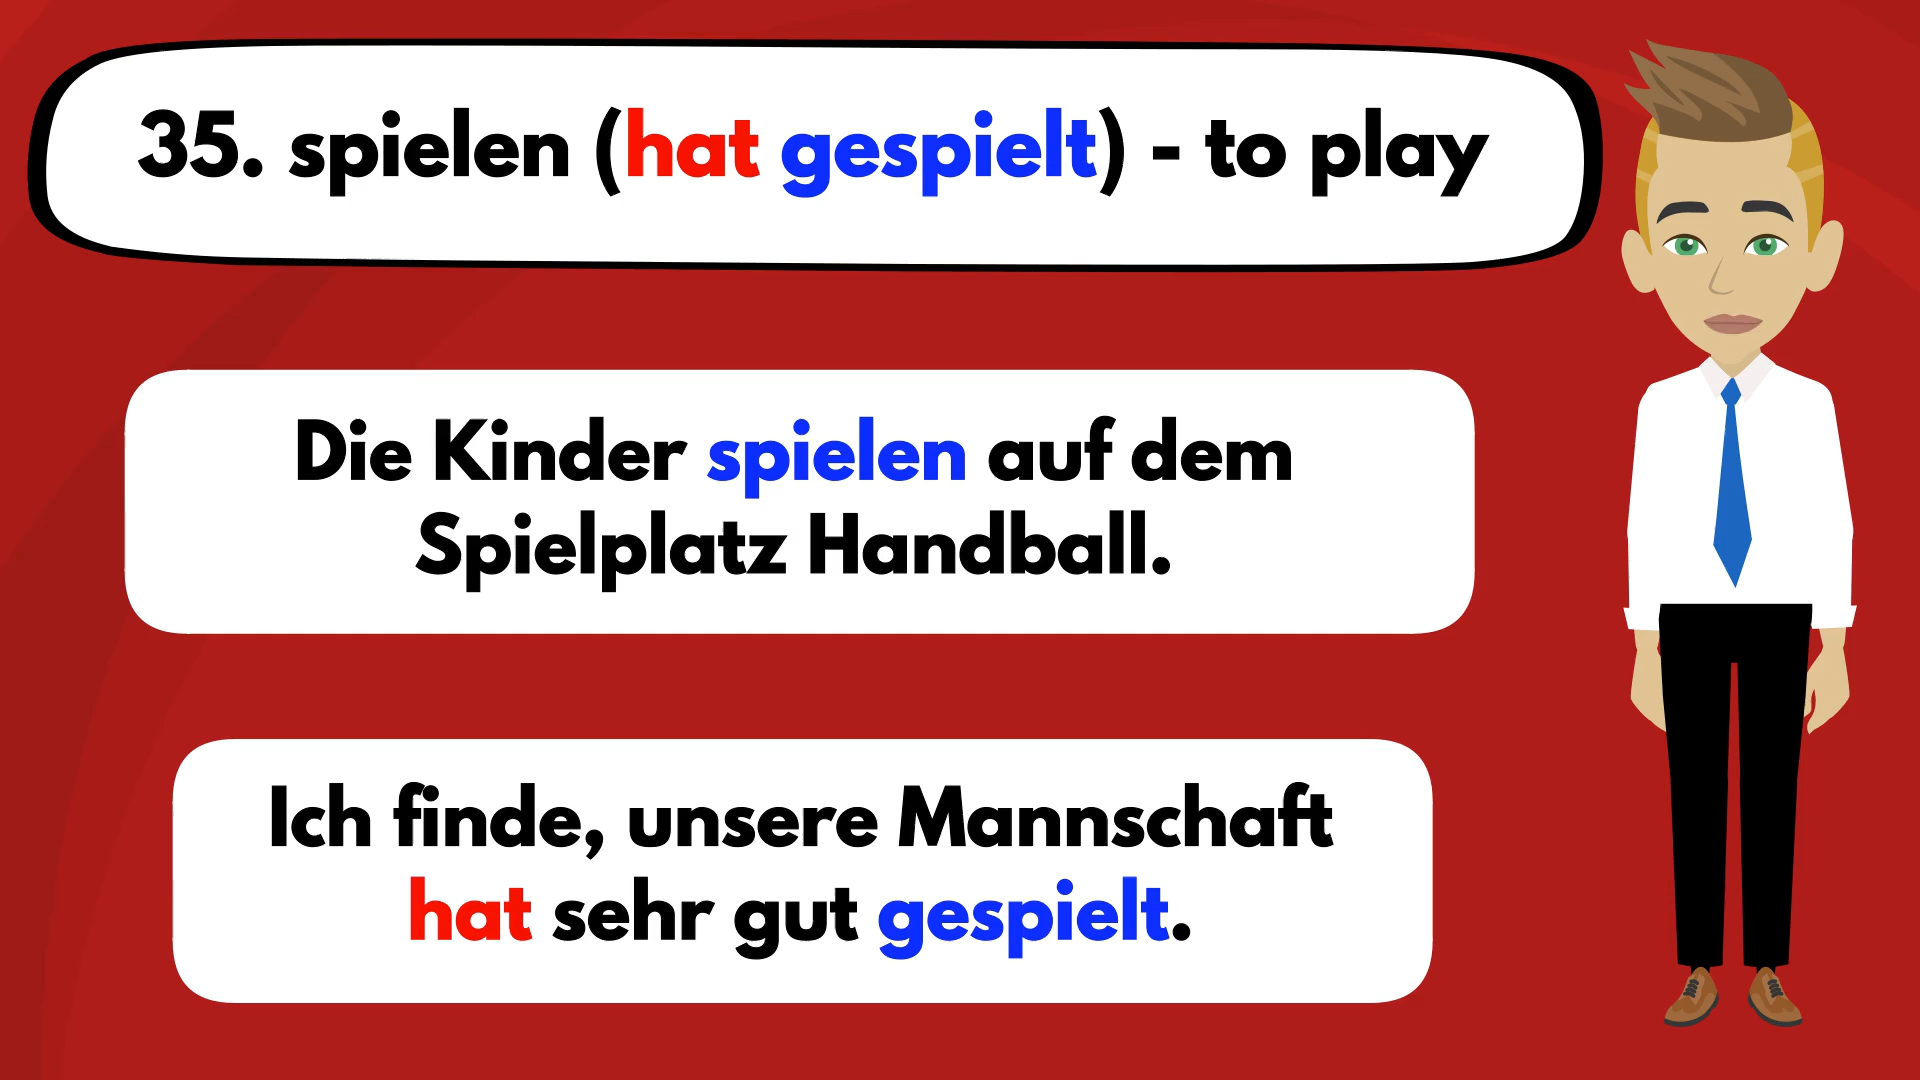 35. spielen (hat gespielt) - to play
Die Kinder spielen auf dem
Spielplatz Handball.
Ich finde, unsere Mannschaft
hat sehr gut gespielt.